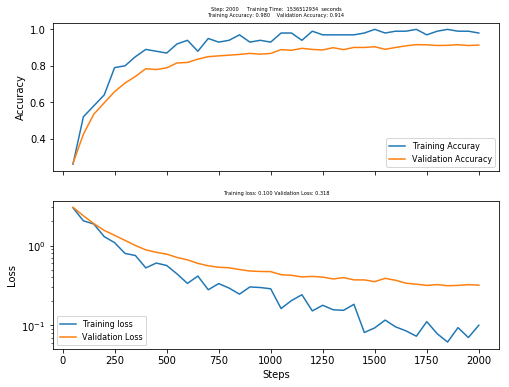 Step: 2000 Training Time: 1536512934 seconds
Training Accuracy: 0.980 Validation Accuracy: 0.914
1.0
0.8
0.6
0.4
Accuracy
Training Accuray
Validation Accuracy
Training loss: 0.100 Validation Loss: 0.318
10⁰
10⁻¹
Loss
Training loss
Validation Loss
0 250 500 750 1000 1250 1500 1750 2000
Steps